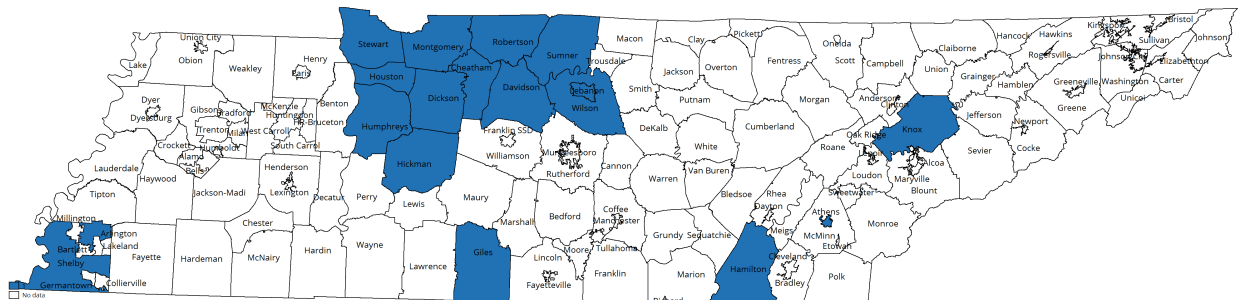 Bristol
Kingsport
Sullivan
Johnson
Hancock
Hawkins
Rogersville
Elizabethton
Union City
Stewart
Montgomery
Robertson
Sumner
Macon
Clay
Pickett
Oneida
Scott
Claiborne
Campbell
Union
Grainger
Hamblen
Greeneville
Washington
Carter
Unicoi
Greene
Lake
Obion
Weakley
Henry
Paris
Houston
Cheatham
Trousdale
Jackson
Overton
Fentress
Smith
Putnam
Morgan
Anderson
Clinton
Jefferson
Newport
Cocke
Sevier
Dyer
Dyersburg
Gibson
Bradford
McKenzie
Huntingdon
Benton
Dickson
Davidson
Lebanon
Wilson
Trenton
Milan
West Carroll
Humphreys
Franklin SSD
DeKalb
Cumberland
Oak Ridge
Knox
Roane
Crockett
Humboldt
South Carrol
Alamo
Bells
Henderson
Hickman
Williamson
Rutherford
Cannon
White
Van Buren
Warren
Loudon
Alcoa
Maryville
Blount
Lauderdale
Haywood
Tipton
Jackson-Madi
Lexington
Decatur
Perry
Lewis
Maury
Marshall
Bedford
Coffee
Manchester
Bledsoe
Rhea
Dayton
Sweetwater
Athens
Monroe
McMinn
Etowah
Meigs
Millington
Arlington
Bartlett
Lakeland
Shelby
Germantown
Collierville
Fayette
Hardeman
Chester
McNairy
Hardin
Wayne
Lawrence
Giles
Lincoln
Fayetteville
Moore
Tullahoma
Franklin
Grundy
Sequatchie
Marion
Hamilton
Cleveland
Bradley
Polk
No data